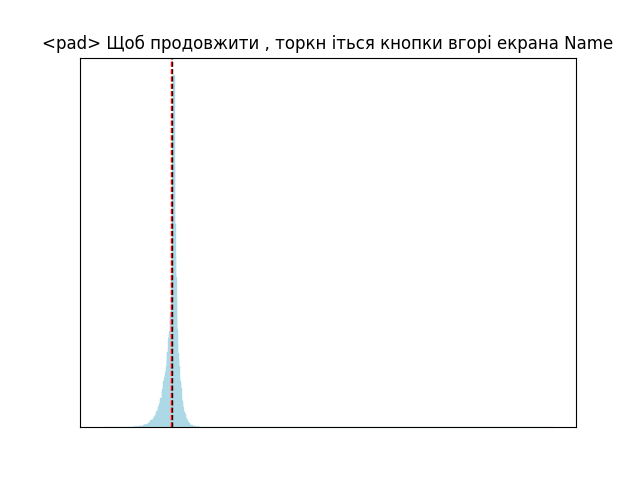 <pad> Щоб продовжити , торкн іться кнопки вгорі екрана Name